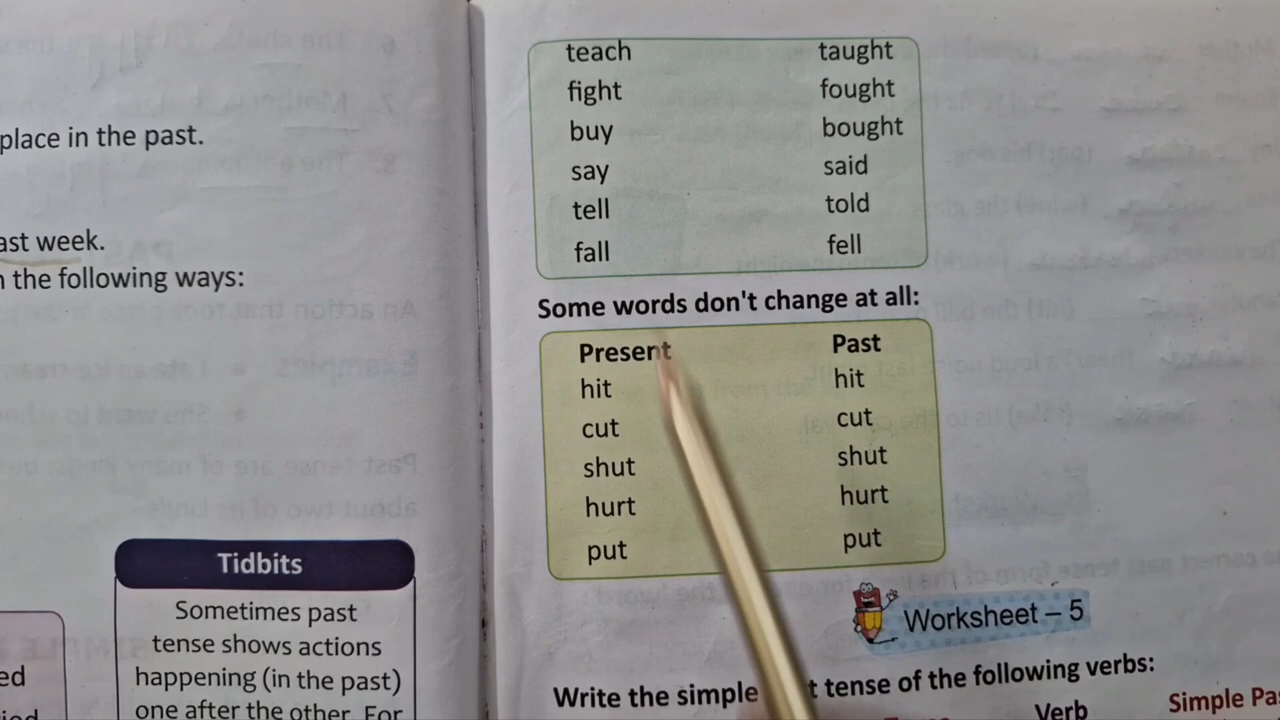 place in the past.
ast week.
the following ways:
Tidbits
Sometimes past
tense shows actions
happening (in the past)
one after the other. For
ed
teach taught
fight fought
buy bought
say said
tell told
fall fell
Some words don't change at all:
Present Past
hit hit
cut cut
shut shut
hurt hurt
put put
Worksheet – 5
Write the simple t tense of the following verbs:
Verb Simple Pa